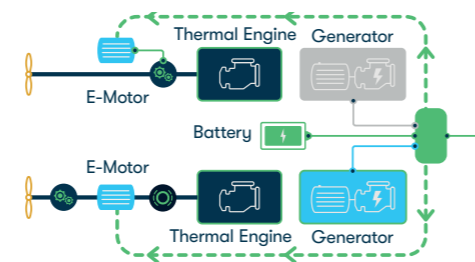 Thermal Engine
Generator
E-Motor
Battery
E-Motor
Thermal Engine
Generator